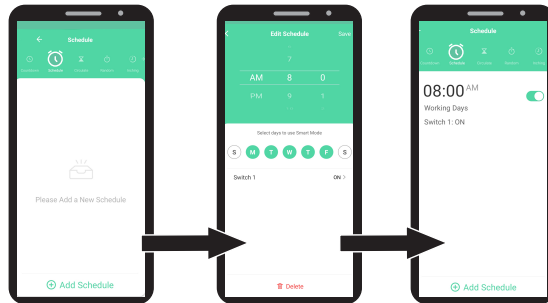 Schedule
Countdown Schedule Circulate Random Inching
Please Add a New Schedule
Add Schedule
Edit Schedule Save
7
AM 8 0
PM 9 1
Select days to use Smart Mode
S M T W T F S
Switch 1 ON >
Delete
Schedule
Countdown Schedule Circulate Random Inching
08:00 AM
Working Days
Switch 1: ON
Add Schedule